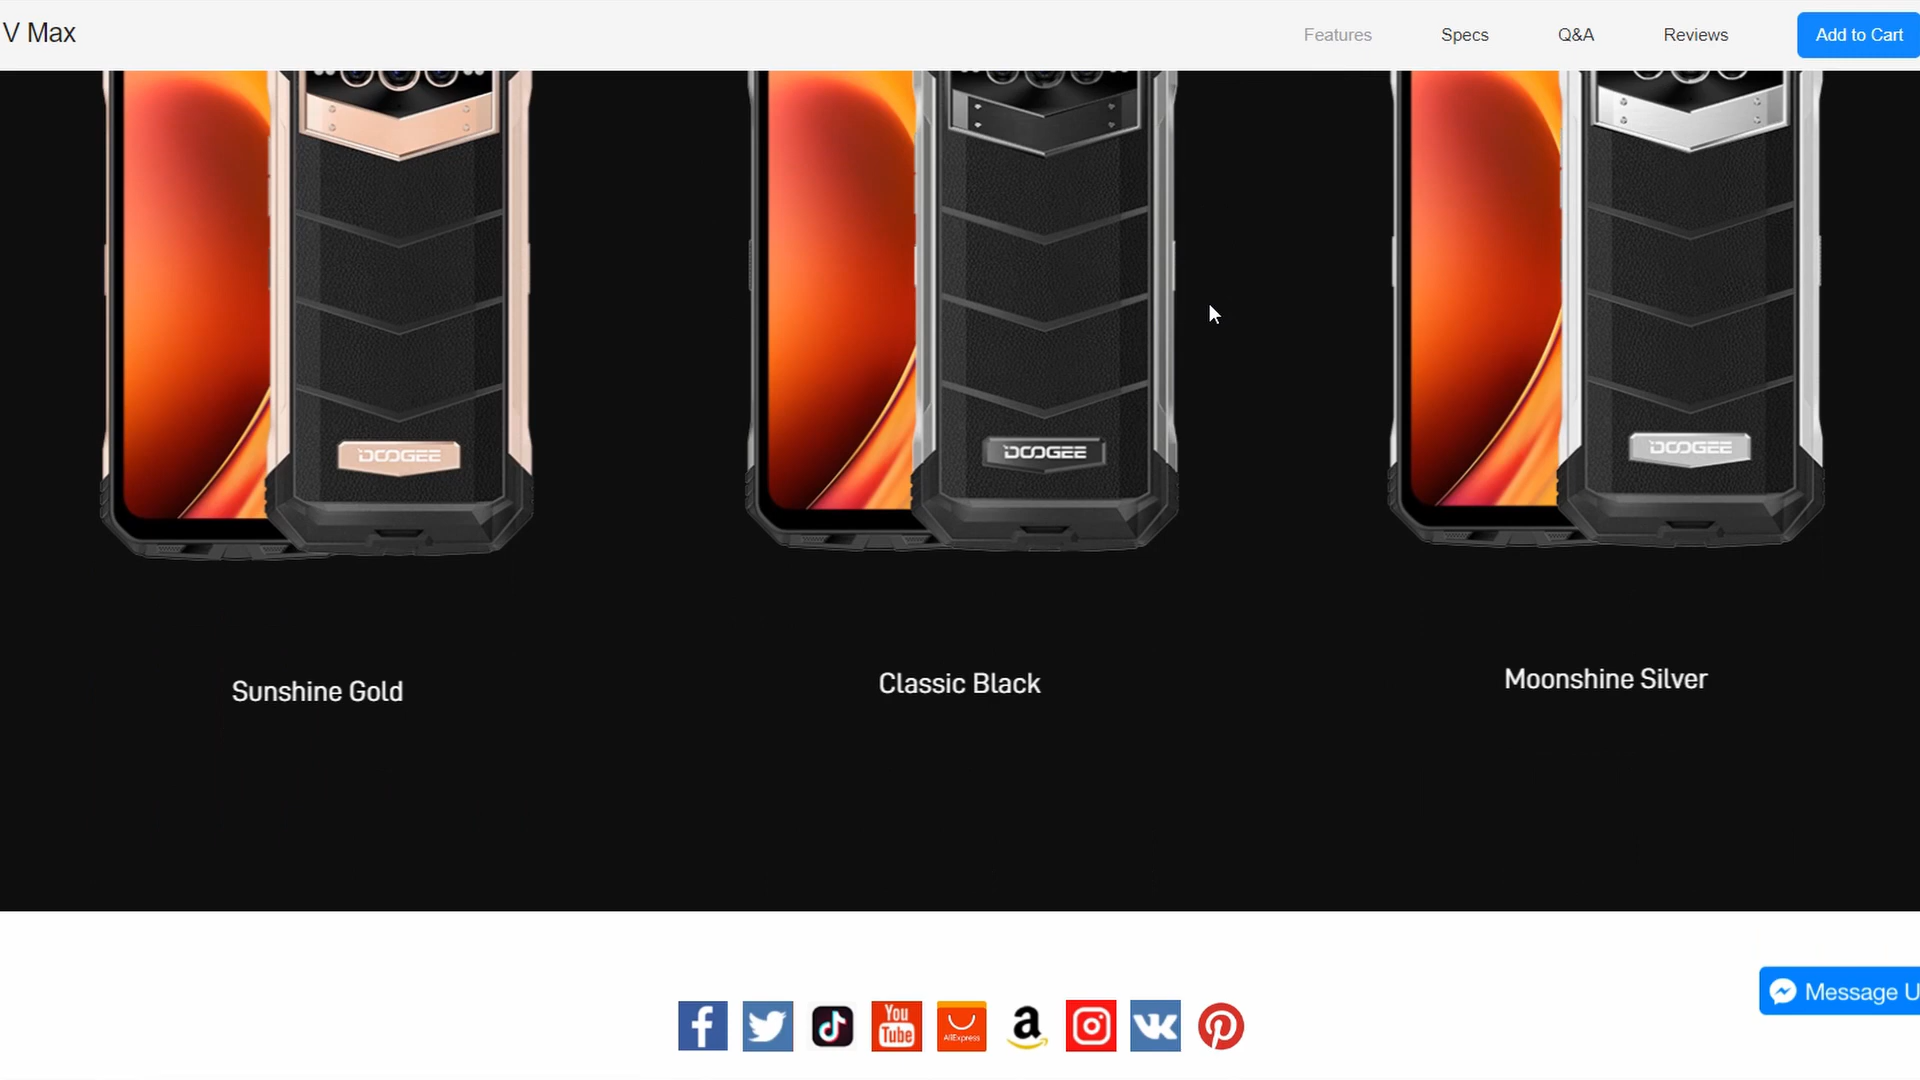 V Max
Features
Specs
Q&A
Reviews
Add to Cart
DOOGEE
DOOGEE
DOOGEE
Sunshine Gold
Classic Black
Moonshine Silver
f
You
Tube
AliExpress
a
Message U